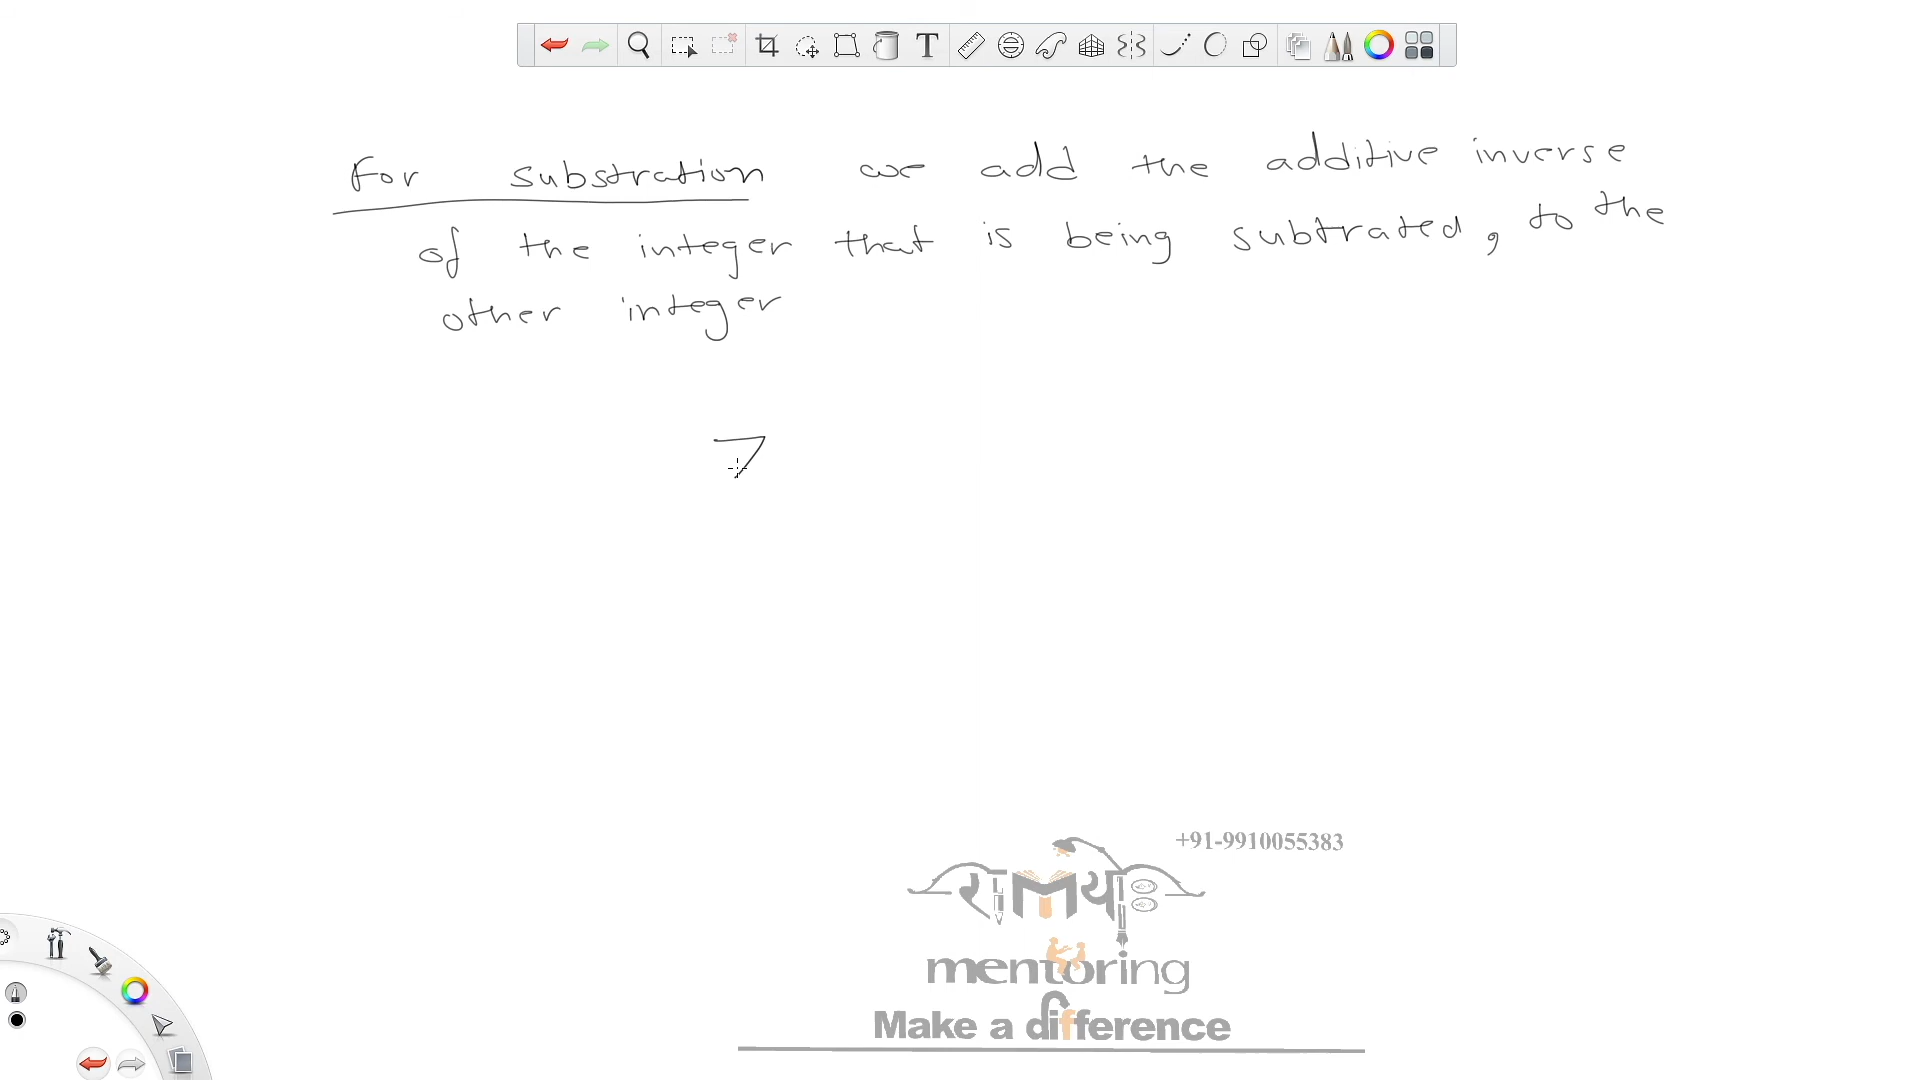 For substration we add the additive inverse
of the integer that is being subtrated, to the
other integer
7
+91-9910055383
रामया:
mentoring
Make a difference